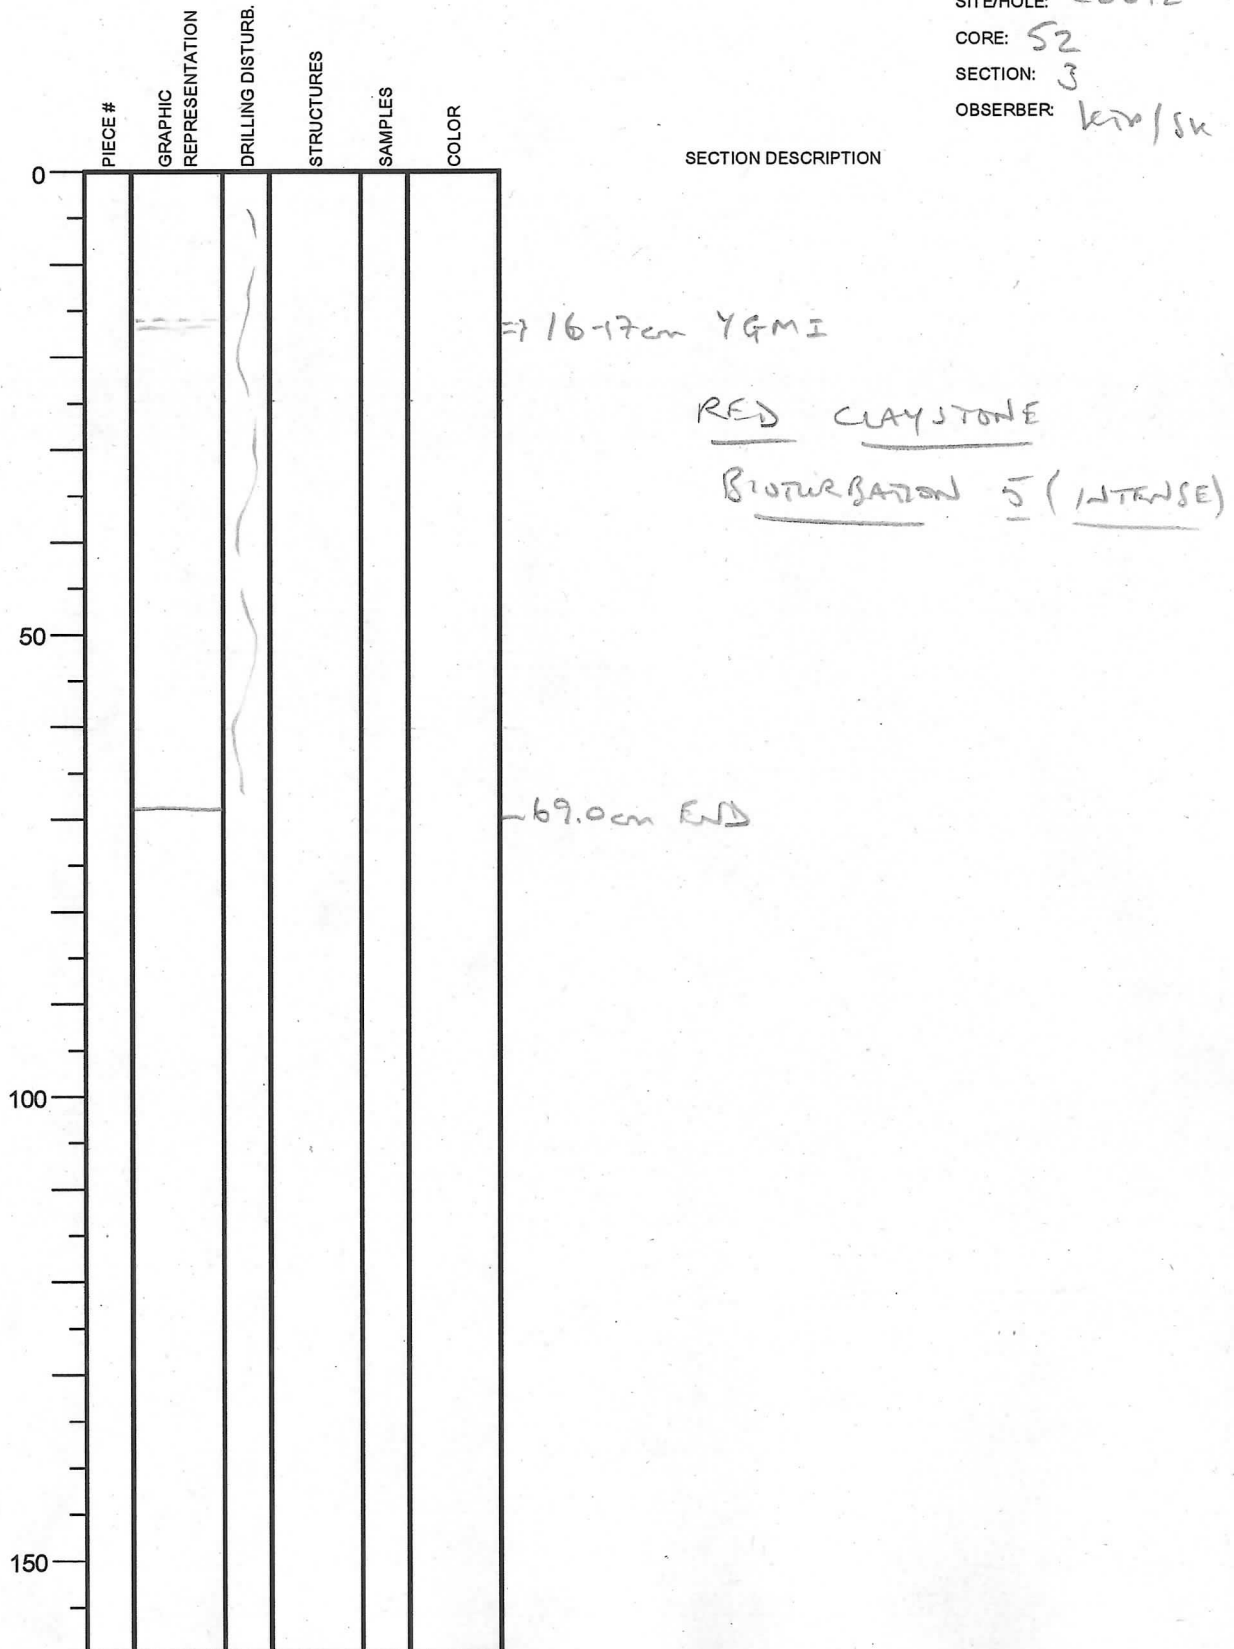 SITE/HOLE:
CORE: 52
SECTION: 3
OBSERBER:
PIECE #
GRAPHIC
REPRESENTATION
DRILLING DISTURB.
STRUCTURES
SAMPLES
COLOR
SECTION DESCRIPTION
0
=> 16-17cm YGMI
RED CLAYSTONE
BIOTURBATION 5 (INTENSE)
50
69.0cm END
100
150